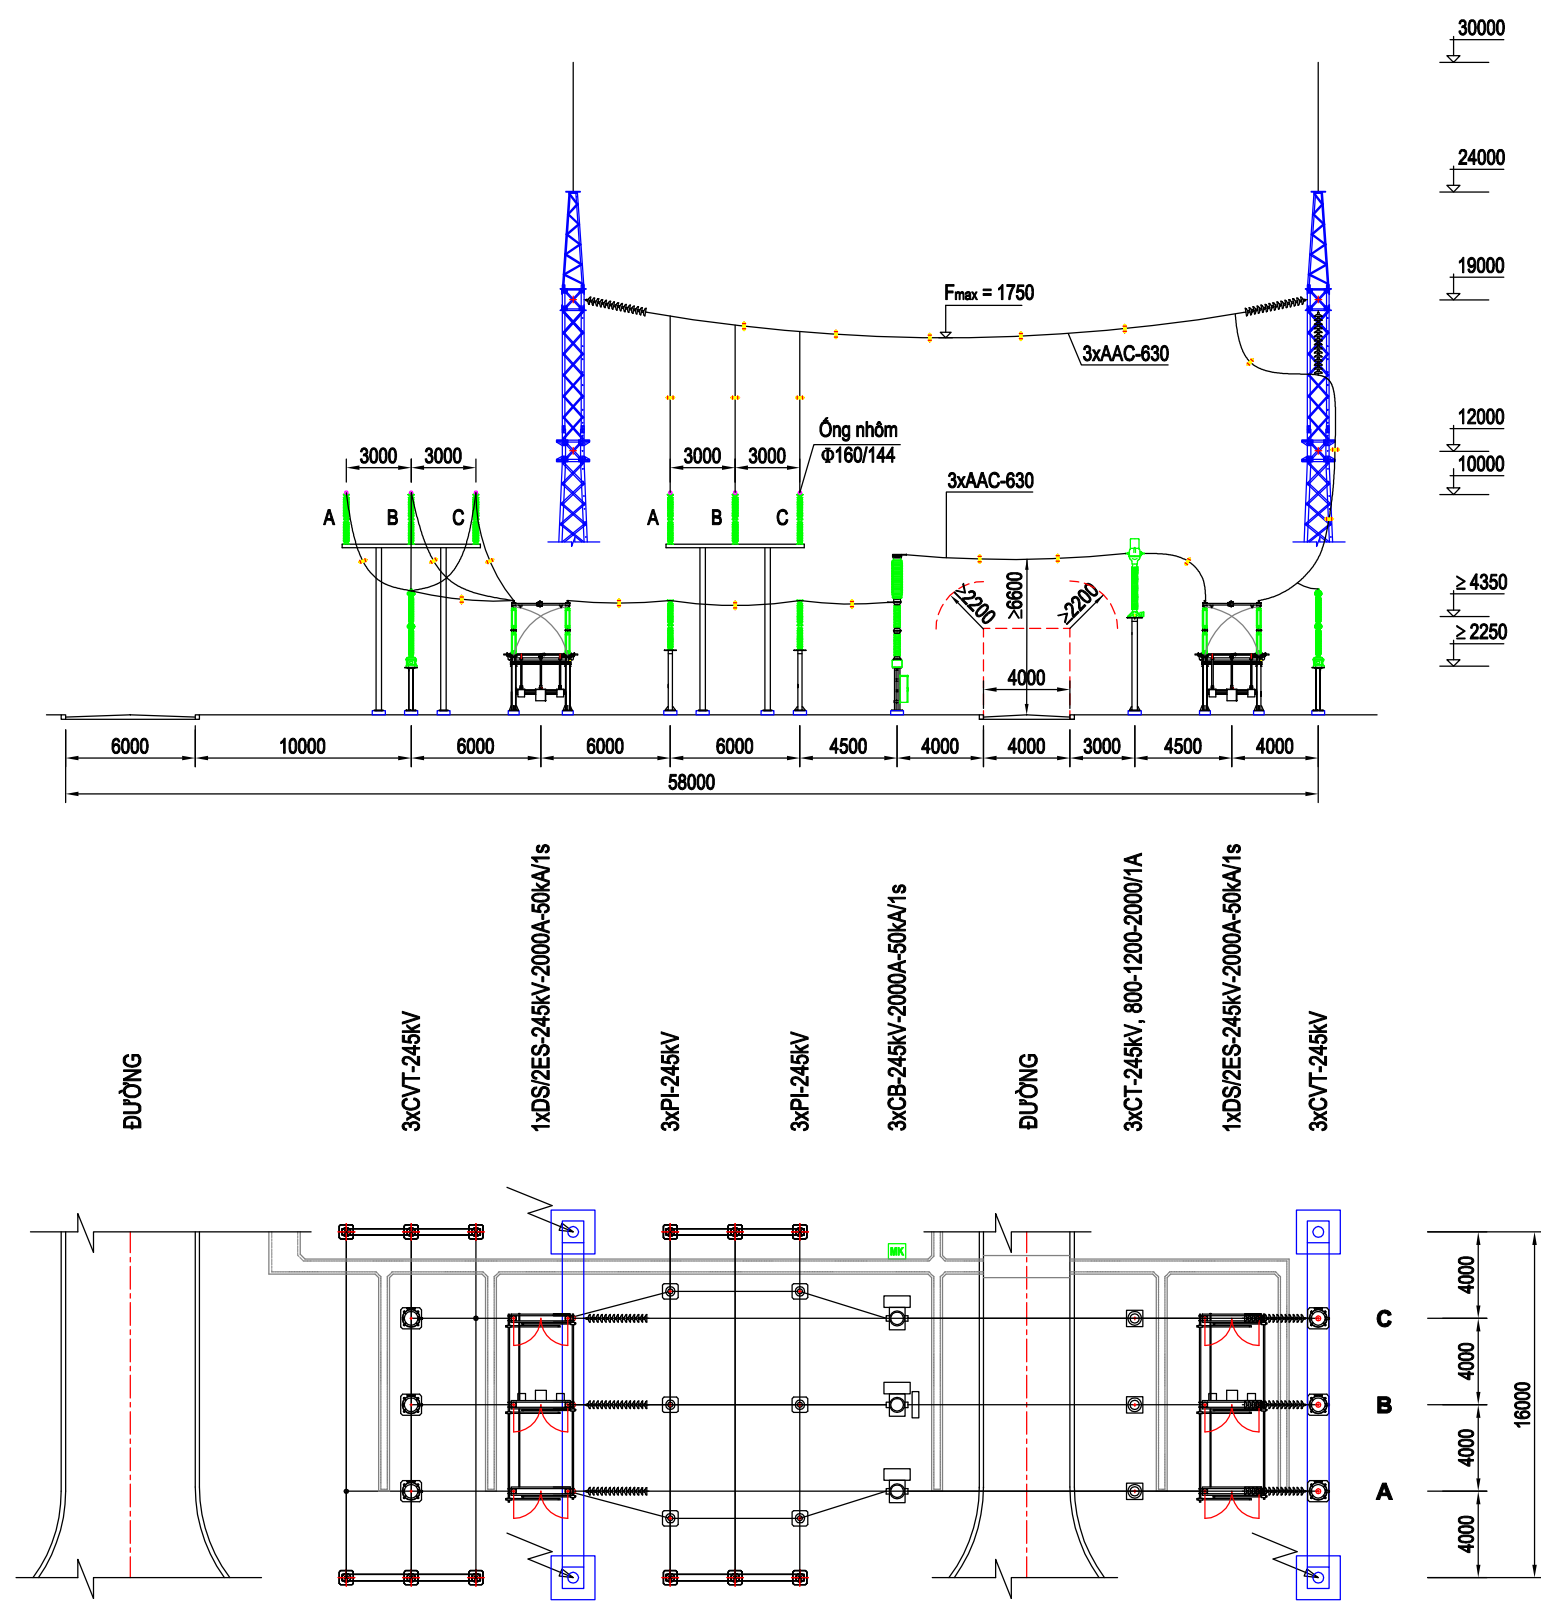 30000
24000
19000
Fmax = 1750
3xAAC-630
12000
Ống nhôm
Φ160/144
3000
3000
3000
3000
10000
3xAAC-630
A
B
C
A
B
C
≥2200
≥6600
≥2200
≥ 4350
≥ 2250
4000
6000
10000
6000
6000
6000
4500
4000
4000
3000
4500
4000
58000
ĐƯỜNG
3xCVT-245kV
1xDS/2ES-245kV-2000A-50kA/1s
3xPI-245kV
3xPI-245kV
3xCB-245kV-2000A-50kA/1s
ĐƯỜNG
3xCT-245kV, 800-1200-2000/1A
1xDS/2ES-245kV-2000A-50kA/1s
3xCVT-245kV
MK
4000
C
4000
B
16000
4000
A
4000